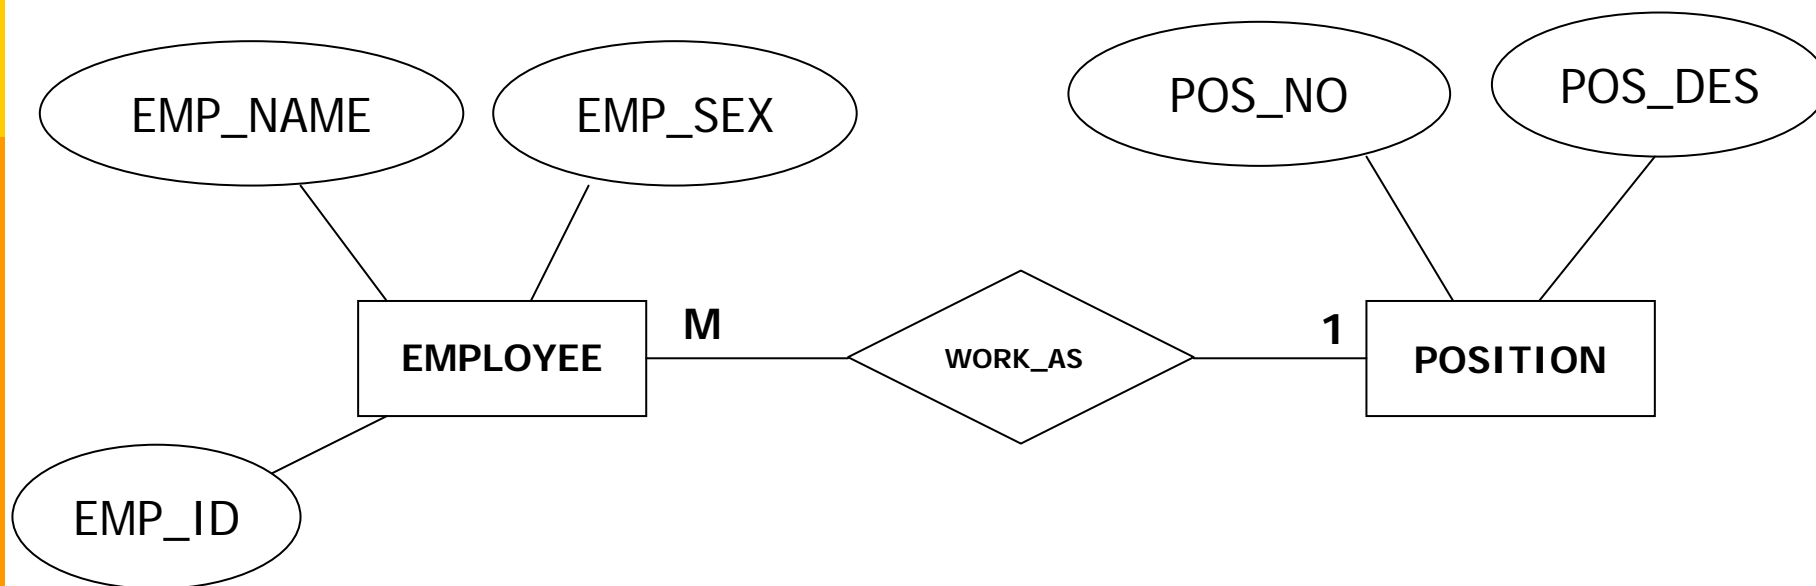 EMP_NAME
EMP_SEX
POS_NO
POS_DES
M
1
EMPLOYEE
WORK_AS
POSITION
EMP_ID